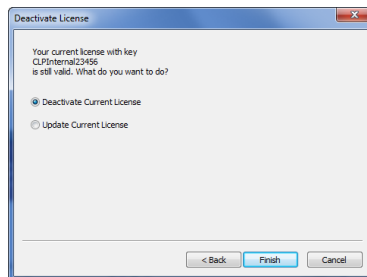 Deactivate License
Your current license with key
CLPInternal23456
is still valid. What do you want to do?
Deactivate Current License
Update Current License
< Back
Finish
Cancel